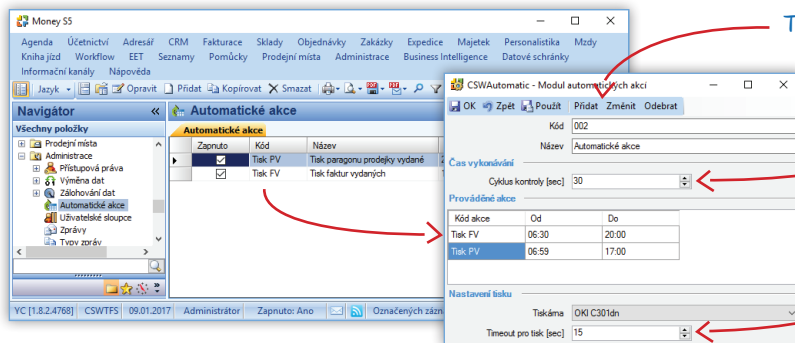 Money S5
Agenda Účetnictví Adresář CRM Fakturace Sklady Objednávky Zakázky Expedice Majetek Personalistika Mzdy
Kniha jízd Workflow EET Seznamy Pomůcky Prodejní místa Administrace Business Intelligence Datové schránky
Informační kanály Nápověda
Jazyk Opravit Přidat Kopírovat Smazat
Navigátor
Všechny položky
Prodejní místa
Administrace
Přístupová práva
Výměna dat
Zálohování dat
Automatické akce
Uživatelské sloupce
Zprávy
Typy zpráv
Automatické akce
Automatické akce
Zapnuto Kód Název
Tisk PV Tisk paragonu prodejky vydané
Tisk FV Tisk faktur vydaných
YC [1.8.2.4768] CSWTFS 09.01.2017 Administrátor Zapnuto: Ano Označených
CSWAutomatic - Modul automatických akcí
OK Zpět Použít Přidat Změnit Odebrat
Kód 002
Název Automatické akce
Čas vykonávání
Cyklus kontroly [sec] 30
Prováděné akce
Kód akce Od Do
Tisk FV 06:30 20:00
Tisk PV 06:59 17:00
Nastavení tisku
Tiskárna OKI C301dn
Timeout pro tisk [sec] 15